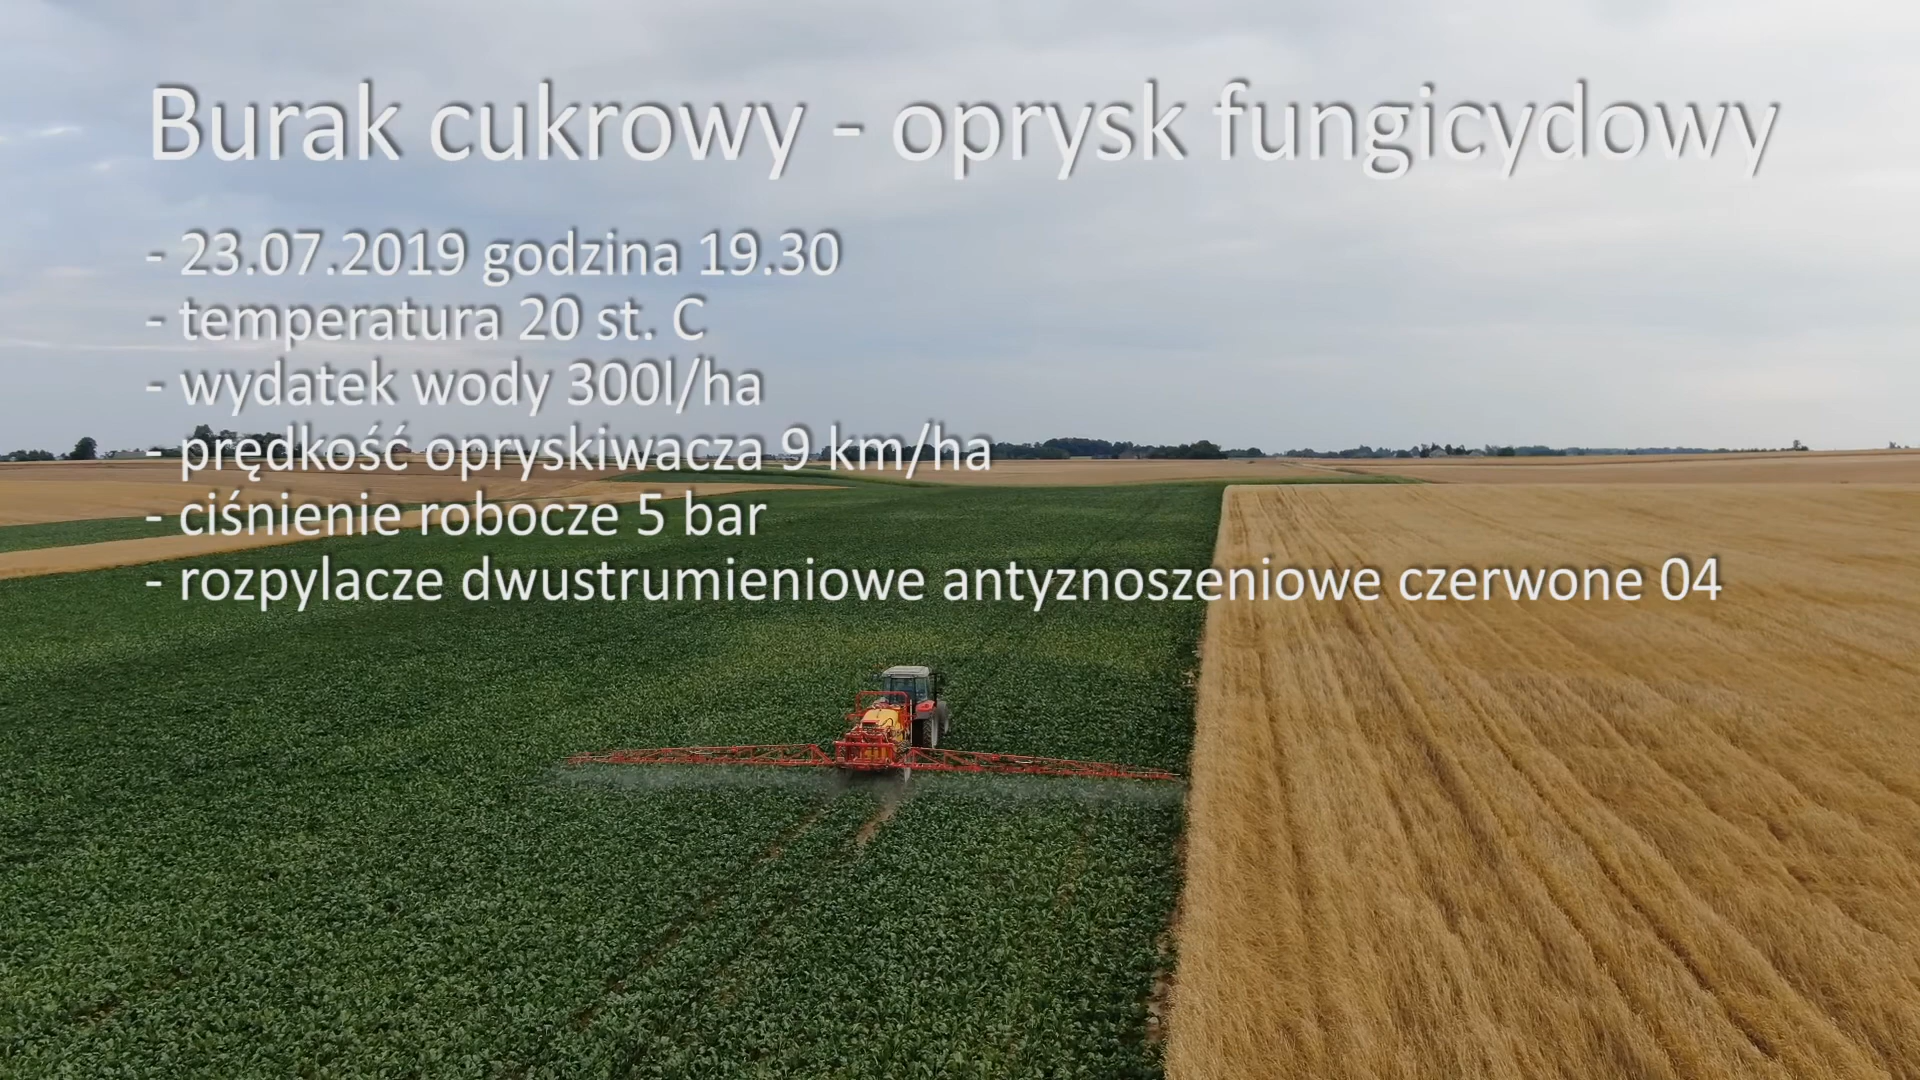 Burak cukrowy - oprysk fungicydowy
- 23.07.2019 godzina 19.30
- temperatura 20 st. C
- wydatek wody 300l/ha
- prędkość opryskiwacza 9 km/ha
- ciśnienie robocze 5 bar
- rozpylacze dwustrumieniowe antyznoszeniowe czerwone 04